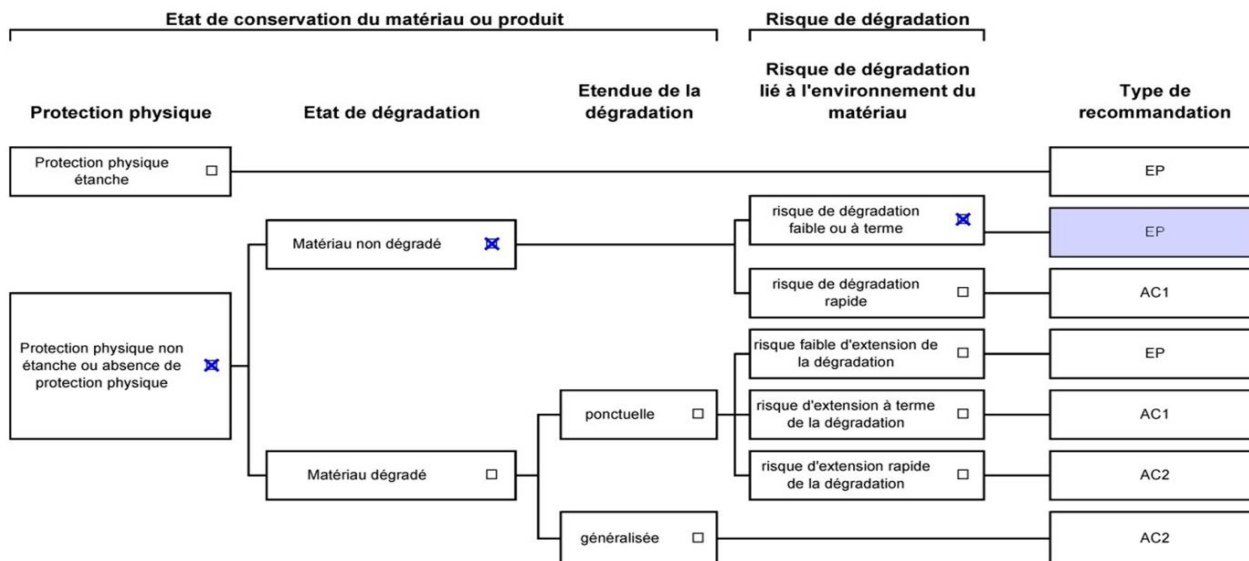 Etat de conservation du matériau ou produit
Risque de dégradation
Protection physique
Etat de dégradation
Etendue de la
dégradation
Risque de dégradation
lié à l'environnement du
matériau
Type de
recommandation
Protection physique
étanche
EP
risque de dégradation
faible ou à terme
EP
Matériau non dégradé
risque de dégradation
rapide
AC1
Protection physique non
étanche ou absence de
protection physique
risque faible d'extension de
la dégradation
EP
ponctuelle
risque d'extension à terme
de la dégradation
AC1
Matériau dégradé
risque d'extension rapide
de la dégradation
AC2
généralisée
AC2